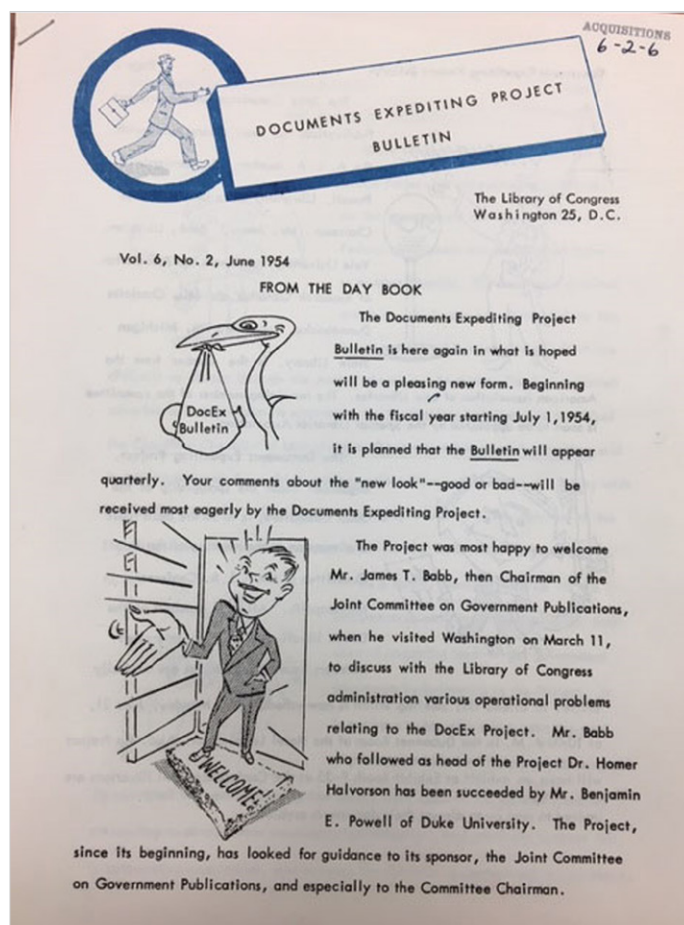 ACQUISITIONS
6-2-6
DOCUMENTS EXPEDITING PROJECT
BULLETIN
The Library of Congress
Washington 25, D.C.
Vol. 6, No. 2, June 1954
FROM THE DAY BOOK
The Documents Expediting Project
Bulletin is here again in what is hoped
will be a pleasing new form. Beginning
with the fiscal year starting July 1, 1954,
it is planned that the Bulletin will appear
DocEx
Bulletin
quarterly. Your comments about the "new look"--good or bad--will be
received most eagerly by the Documents Expediting Project.
The Project was most happy to welcome
Mr. James T. Babb, then Chairman of the
Joint Committee on Government Publications,
when he visited Washington on March 11,
to discuss with the Library of Congress
administration various operational problems
relating to the DocEx Project. Mr. Babb
who followed as head of the Project Dr. Homer
Halvorson has been succeeded by Mr. Benjamin
E. Powell of Duke University. The Project,
WELCOME
since its beginning, has looked for guidance to its sponsor, the Joint Committee
on Government Publications, and especially to the Committee Chairman.